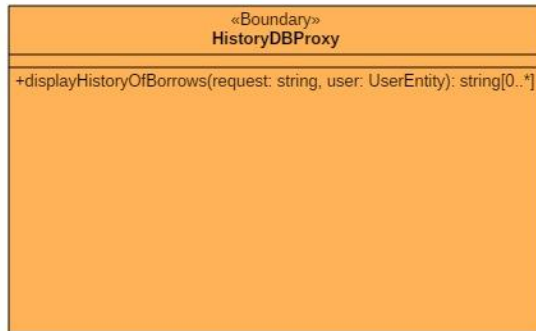 «Boundary»
HistoryDBProxy
+displayHistoryOfBorrows(request: string, user: UserEntity): string[0..*]